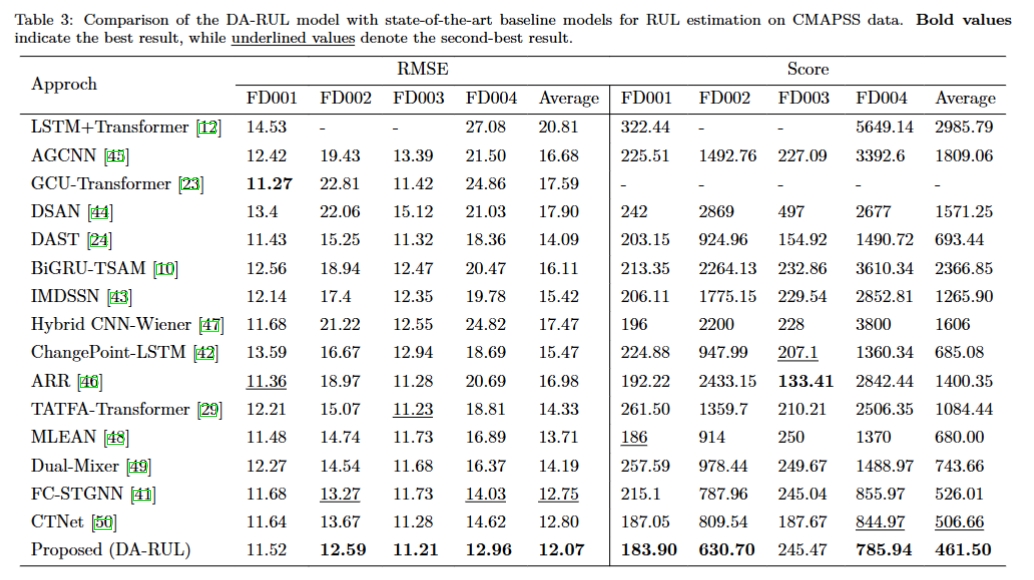 Table 3: Comparison of the DA-RUL model with state-of-the-art baseline models for RUL estimation on CMAPSS data. Bold values
indicate the best result, while underlined values denote the second-best result.
Approch RMSE Score
FD001 FD002 FD003 FD004 Average FD001 FD002 FD003 FD004 Average
LSTM+Transformer [12] 14.53 - - 27.08 20.81 322.44 - - 5649.14 2985.79
AGCNN [45] 12.42 19.43 13.39 21.50 16.68 225.51 1492.76 227.09 3392.6 1809.06
GCU-Transformer [23] 11.27 22.81 11.42 24.86 17.59 - - - - -
DSAN [44] 13.4 22.06 15.12 21.03 17.90 242 2869 497 2677 1571.25
DAST [24] 11.43 15.25 11.32 18.36 14.09 203.15 924.96 154.92 1490.72 693.44
BiGRU-TSAM [10] 12.56 18.94 12.47 20.47 16.11 213.35 2264.13 232.86 3610.34 2366.85
IMDSSN [43] 12.14 17.4 12.35 19.78 15.42 206.11 1775.15 229.54 2852.81 1265.90
Hybrid CNN-Wiener [47] 11.68 21.22 12.55 24.82 17.47 196 2200 228 3800 1606
ChangePoint-LSTM [42] 13.59 16.67 12.94 18.69 15.47 224.88 947.99 207.1 1360.34 685.08
ARR [46] 11.36 18.97 11.28 20.69 16.98 192.22 2433.15 133.41 2842.44 1400.35
TATFA-Transformer [29] 12.21 15.07 11.23 18.81 14.33 261.50 1359.7 210.21 2506.35 1084.44
MLEAN [48] 11.48 14.74 11.73 16.89 13.71 186 914 250 1370 680.00
Dual-Mixer [49] 12.27 14.54 11.68 16.37 14.19 257.59 978.44 249.67 1488.97 743.66
FC-STGNN [41] 11.68 13.27 11.73 14.03 12.75 215.1 787.96 245.04 855.97 526.01
CTNet [50] 11.64 13.67 11.28 14.62 12.80 187.05 809.54 187.67 844.97 506.66
Proposed (DA-RUL) 11.52 12.59 11.21 12.96 12.07 183.90 630.70 245.47 785.94 461.50